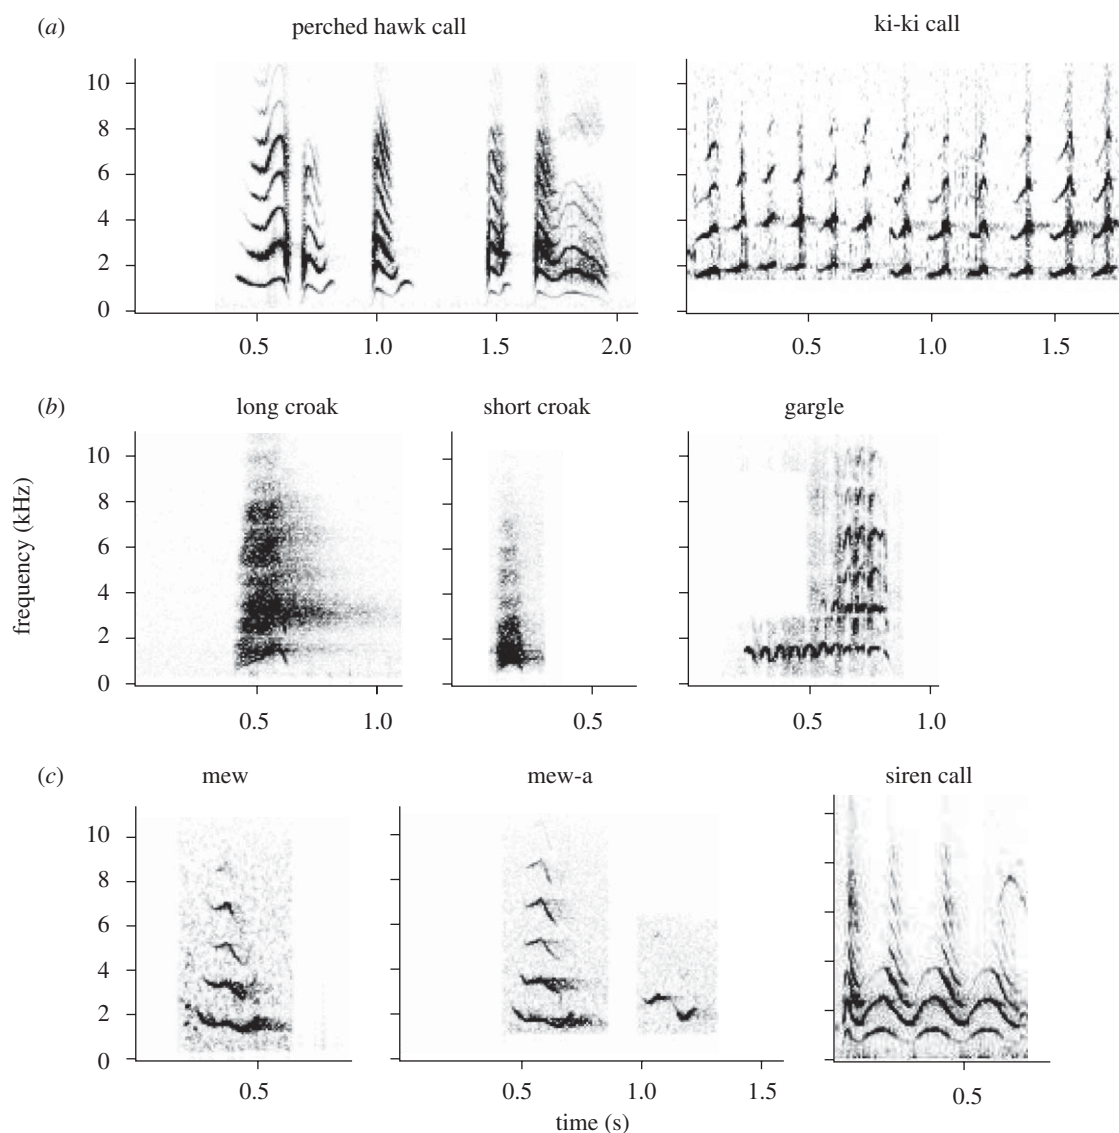 (a)
perched hawk call
ki-ki call
10
8
6
4
2
0
0.5 1.0 1.5 2.0
0.5 1.0 1.5
(b)
long croak
short croak
gargle
frequency (kHz)
10
8
6
4
2
0
0.5 1.0
0.5
0.5 1.0
(c)
mew
mew-a
siren call
10
8
6
4
2
0
0.5
0.5 1.0 1.5
0.5
time (s)